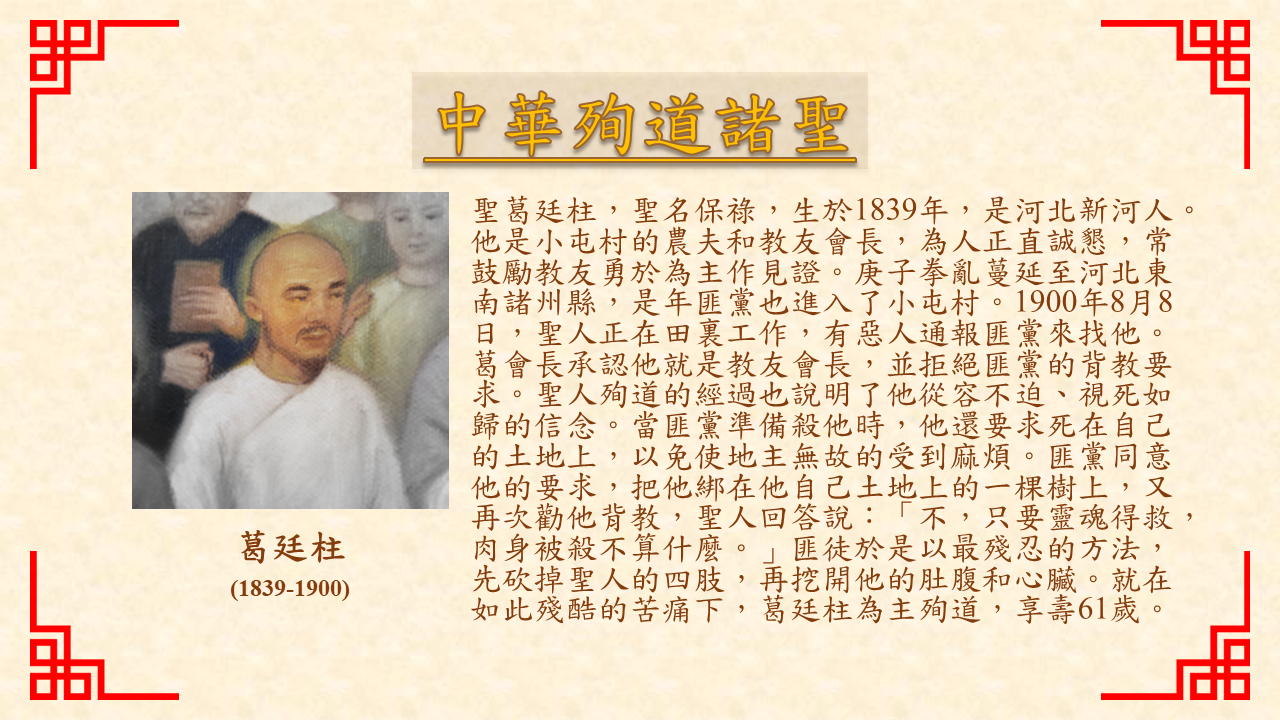 中華殉道諸聖
聖葛廷柱，聖名保祿，生於1839年，是河北新河人。
他是小屯村的農夫和教友會長，為人正直誠懇，常
鼓勵教友勇於為主作見證。庚子拳亂蔓延至河北東
南諸州縣，是年匪黨也進入了小屯村。1900年8月8
日，聖人正在田裏工作，有惡人通報匪黨來找他。
葛會長承認他就是教友會長，並拒絕匪黨的背教要
求。聖人殉道的經過也說明了他從容不迫、視死如
歸的信念。當匪黨準備殺他時，他還要求死在自己
的土地上，以免使地主無故的受到麻煩。匪黨同意
他的要求，把他綁在他自己土地上的一棵樹上，又
再次勸他背教，聖人回答說：「不，只要靈魂得救，
肉身被殺不算什麼。」匪徒於是以最殘忍的方法，
先砍掉聖人的四肢，再挖開他的肚腹和心臟。就在
如此殘酷的苦痛下，葛廷柱為主殉道，享壽61歲。
葛廷柱
(1839-1900)